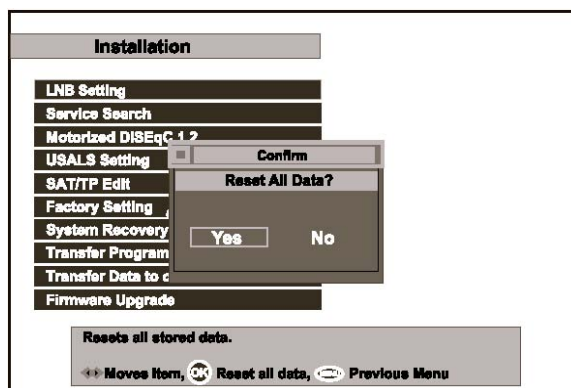 Installation
LNB Setting
Service Search
Motorized DISEqC 1.2
USALS Setting
SAT/TP Edit
Factory Setting
System Recovery
Transfer Program
Transfer Data to
Firmware Upgrade
Confirm
Reset All Data?
Yes No
Resets all stored data.
Moves Item, OK Reset all data, Previous Menu